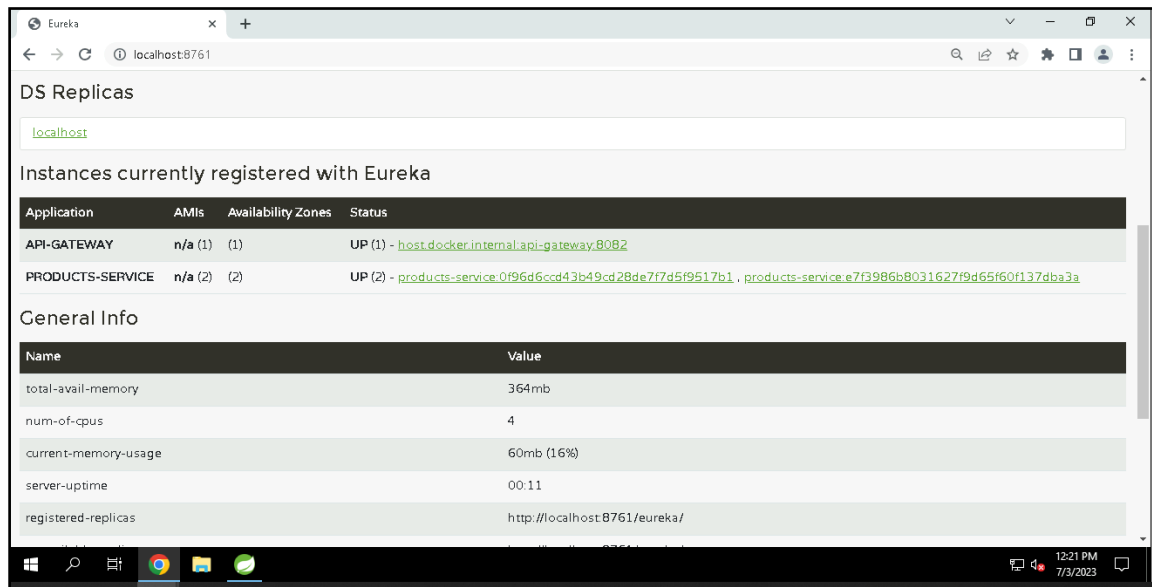 Eureka
localhost:8761
DS Replicas
localhost
Instances currently registered with Eureka
Application AMIs Availability Zones Status
API-GATEWAY n/a (1) (1) UP (1) - host.docker.internal:api-gateway:8082
PRODUCTS-SERVICE n/a (2) (2) UP (2) - products-service:0f96d6ccd43b49cd28de7f7d5f9517b1 , products-service:e7f3986b8031627f9d65f60f137dba3a
General Info
Name Value
total-avail-memory 364mb
num-of-cpus 4
current-memory-usage 60mb (16%)
server-uptime 00:11
registered-replicas http://localhost:8761/eureka/
12:21 PM
7/3/2023